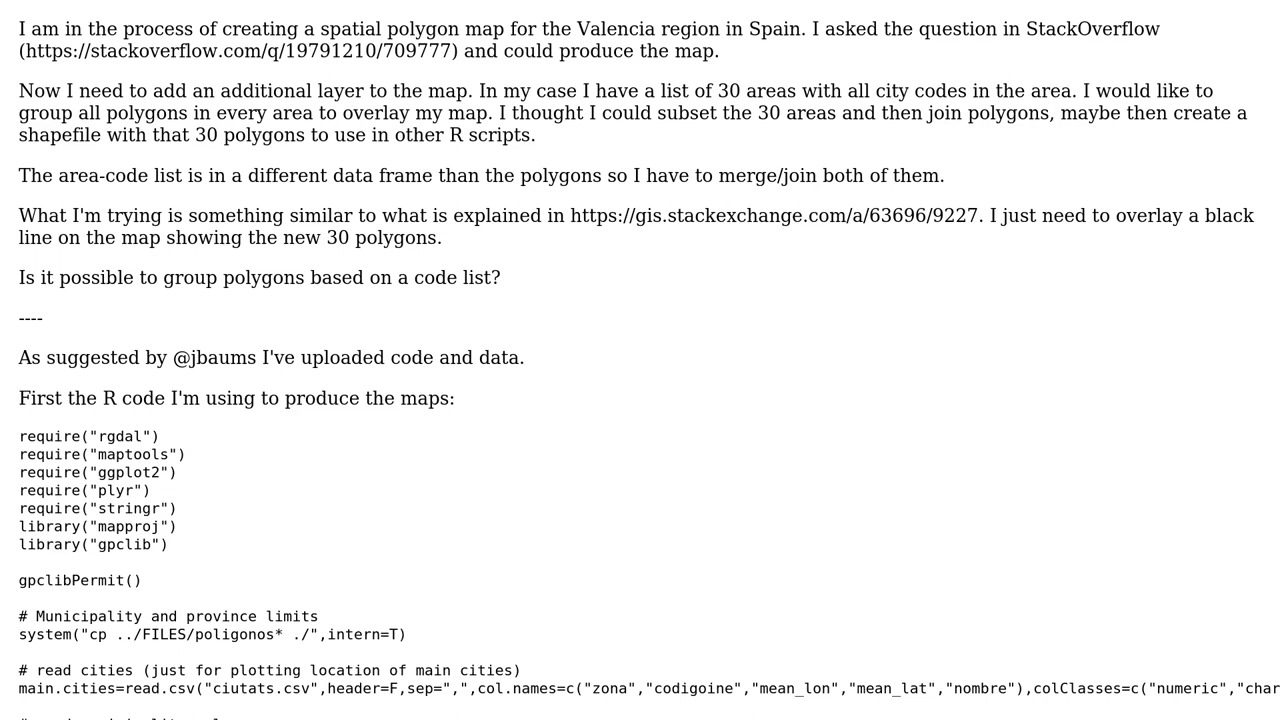 I am in the process of creating a spatial polygon map for the Valencia region in Spain. I asked the question in StackOverflow
(https://stackoverflow.com/q/19791210/709777) and could produce the map.
Now I need to add an additional layer to the map. In my case I have a list of 30 areas with all city codes in the area. I would like to
group all polygons in every area to overlay my map. I thought I could subset the 30 areas and then join polygons, maybe then create a
shapefile with that 30 polygons to use in other R scripts.
The area-code list is in a different data frame than the polygons so I have to merge/join both of them.
What I'm trying is something similar to what is explained in https://gis.stackexchange.com/a/63696/9227. I just need to overlay a black
line on the map showing the new 30 polygons.
Is it possible to group polygons based on a code list?
----
As suggested by @jbaums I've uploaded code and data.
First the R code I'm using to produce the maps:
require("rgdal")
require("maptools")
require("ggplot2")
require("plyr")
require("stringr")
library("mapproj")
library("gpclib")
gpclibPermit()
# Municipality and province limits
system("cp ../FILES/poligonos* ./",intern=T)
# read cities (just for plotting location of main cities)
main.cities=read.csv("ciutats.csv",header=F,sep=",",col.names=c("zona","codigoine","mean_lon","mean_lat","nombre"),colClasses=c("numeric","char